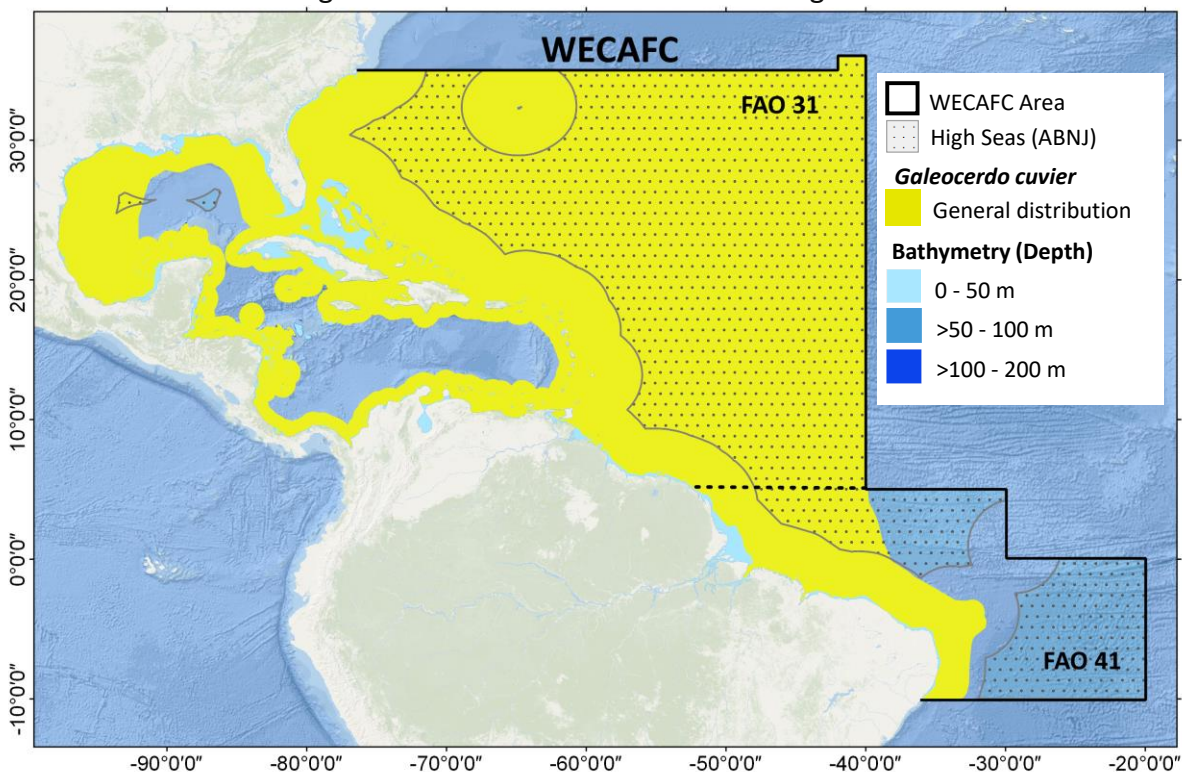 WECAFC
FAO 31
WECAFC Area
High Seas (ABNJ)
Galeocerdo cuvier
General distribution
Bathymetry (Depth)
0 - 50 m
>50 - 100 m
>100 - 200 m
FAO 41
30°0'0"
20°0'0"
10°0'0"
0°0'0"
-10°0'0"
-90°0'0"
-80°0'0"
-70°0'0"
-60°0'0"
-50°0'0"
-40°0'0"
-30°0'0"
-20°0'0"